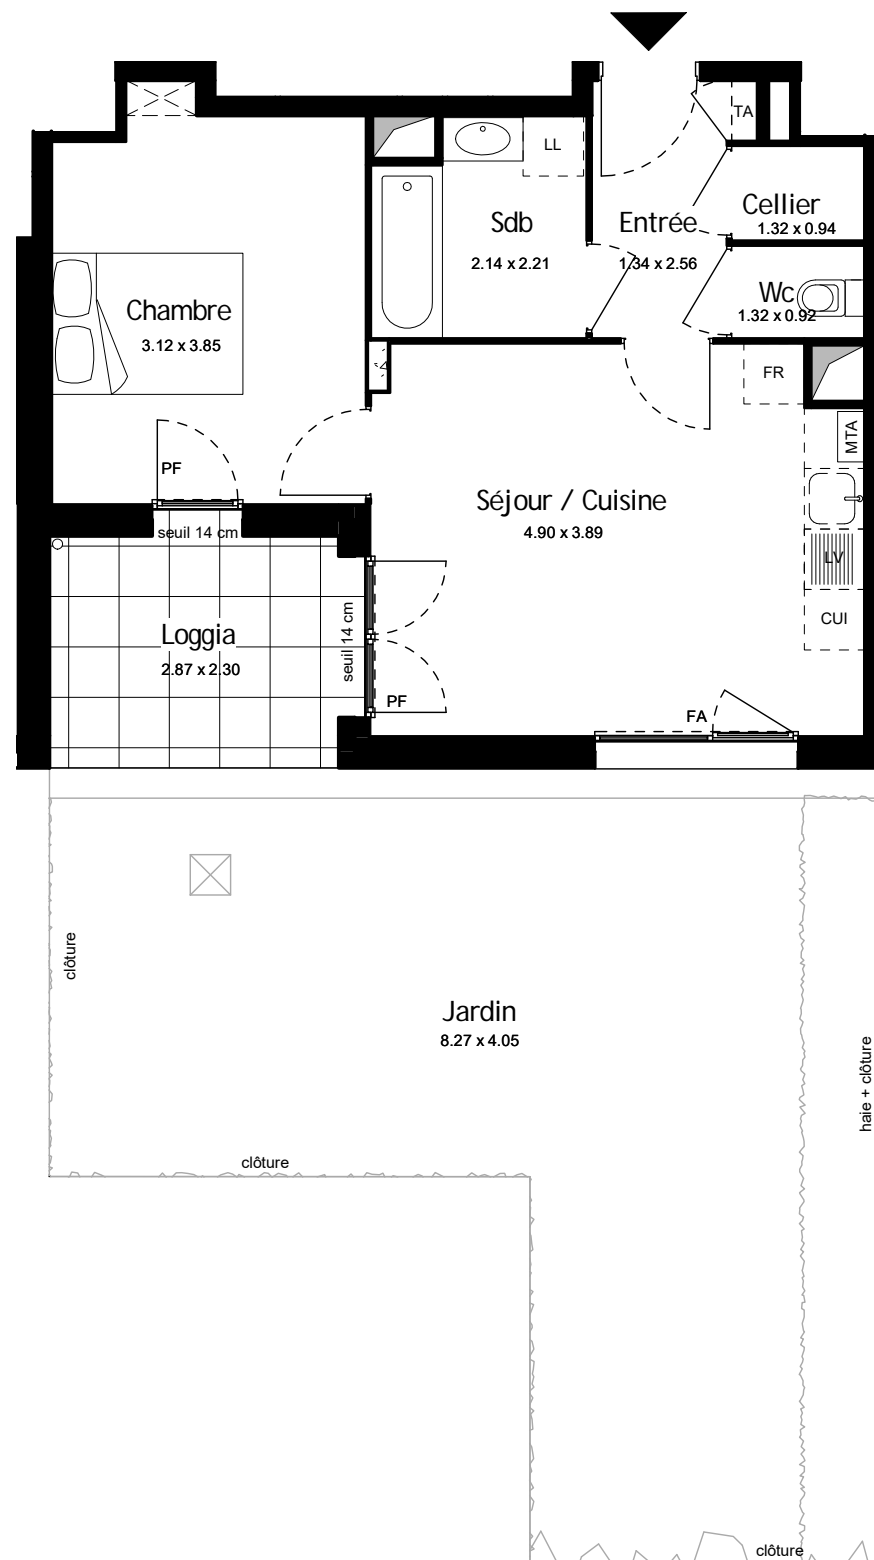 TA
LL
Cellier
1.32 x 0.94
Sdb
2.14 x 2.21
Entrée
1.34 x 2.56
Wc
1.32 x 0.92
Chambre
3.12 x 3.85
FR
MTA
PF
Séjour / Cuisine
4.90 x 3.89
seuil 14 cm
LV
CUI
Loggia
2.87 x 2.30
seuil 14 cm
PF
FA
clôture
Jardin
8.27 x 4.05
haie + clôture
clôture
clôture